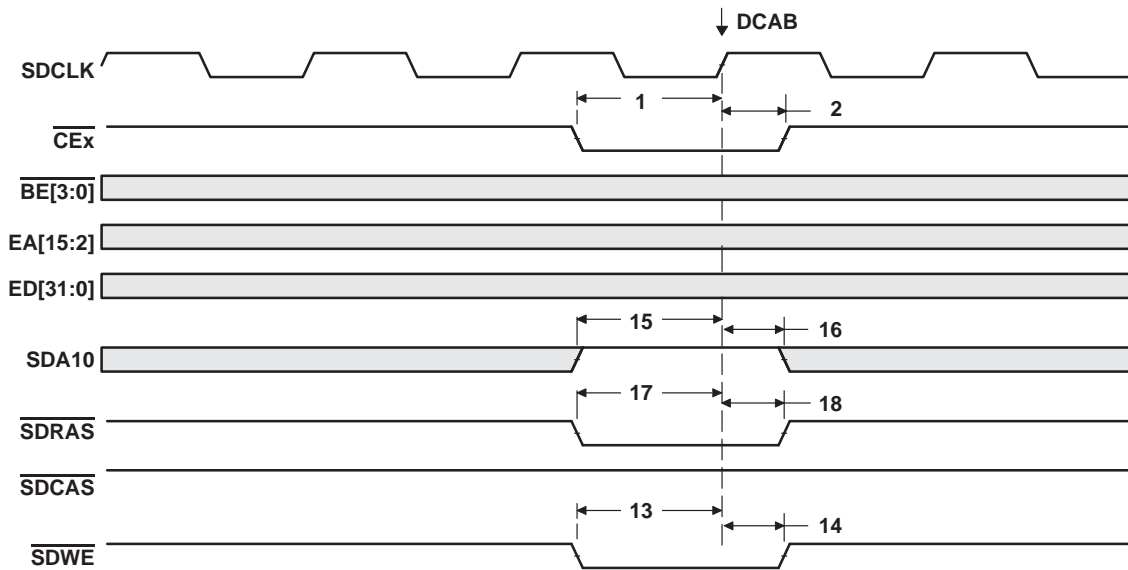 DCAB
SDCLK
1 2
CEx
BE[3:0]
EA[15:2]
ED[31:0]
15 16
SDA10
17 18
SDRAS
SDCAS
13 14
SDWE